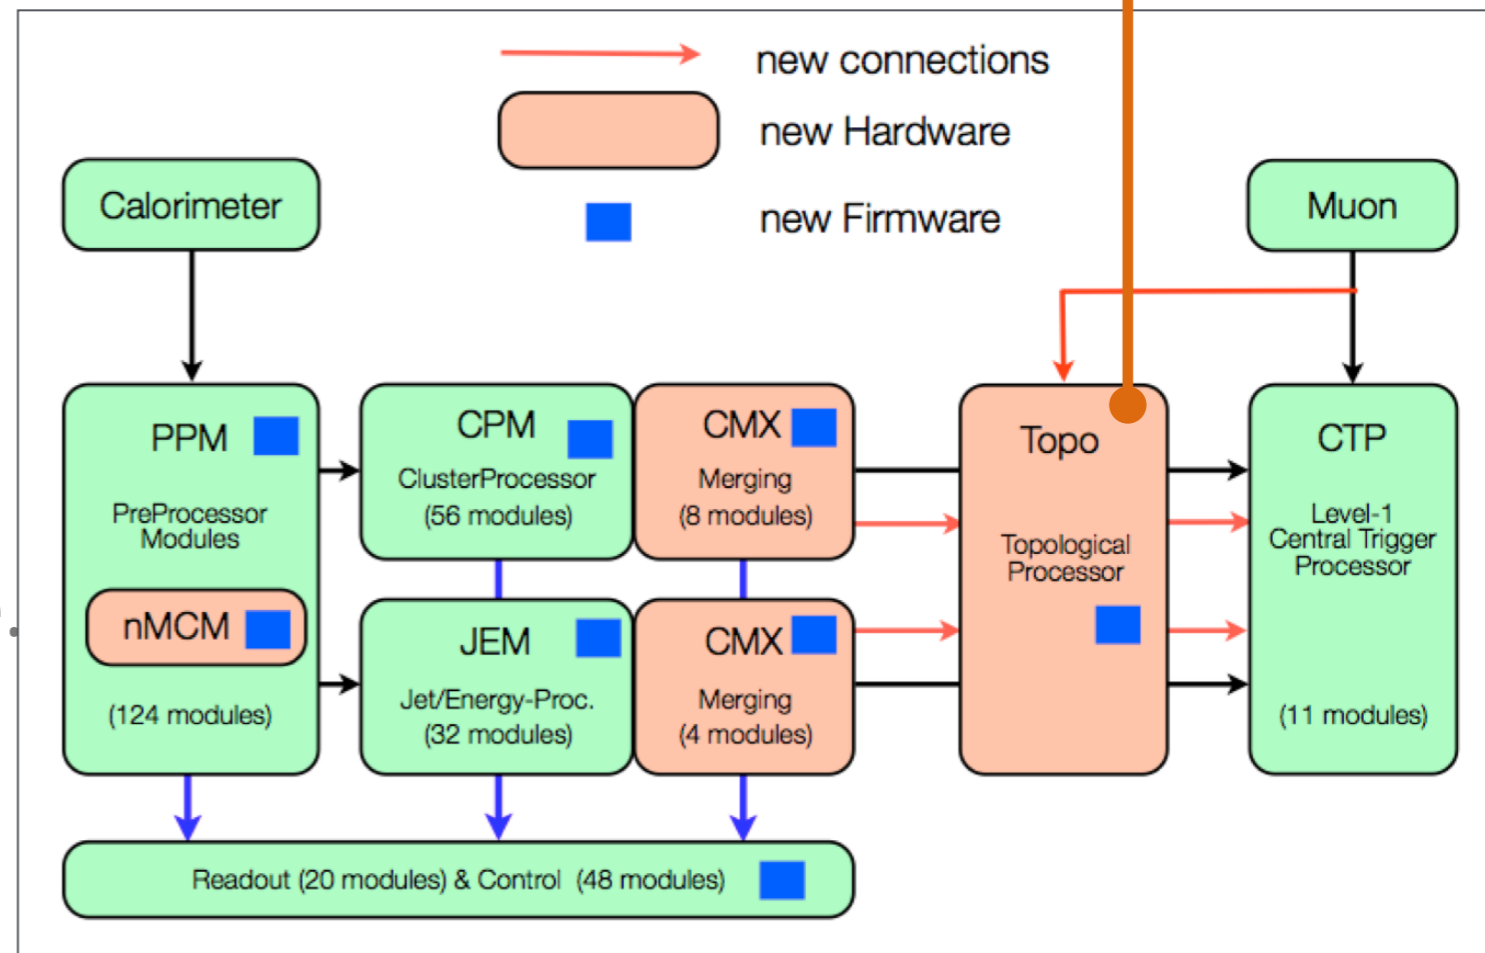 new connections
new Hardware
new Firmware
Calorimeter
Muon
PPM
PreProcessor
Modules
nMCM
(124 modules)
CPM
ClusterProcessor
(56 modules)
JEM
Jet/Energy-Proc.
(32 modules)
CMX
Merging
(8 modules)
CMX
Merging
(4 modules)
Topo
Topological
Processor
CTP
Level-1
Central Trigger
Processor
(11 modules)
Readout (20 modules) & Control (48 modules)